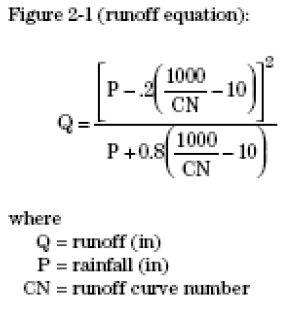 Figure 2-1 (runoff equation):
Q = [P – .2(1000/CN – 10)]² / P + 0.8(1000/CN – 10)
where
Q = runoff (in)
P = rainfall (in)
CN = runoff curve number